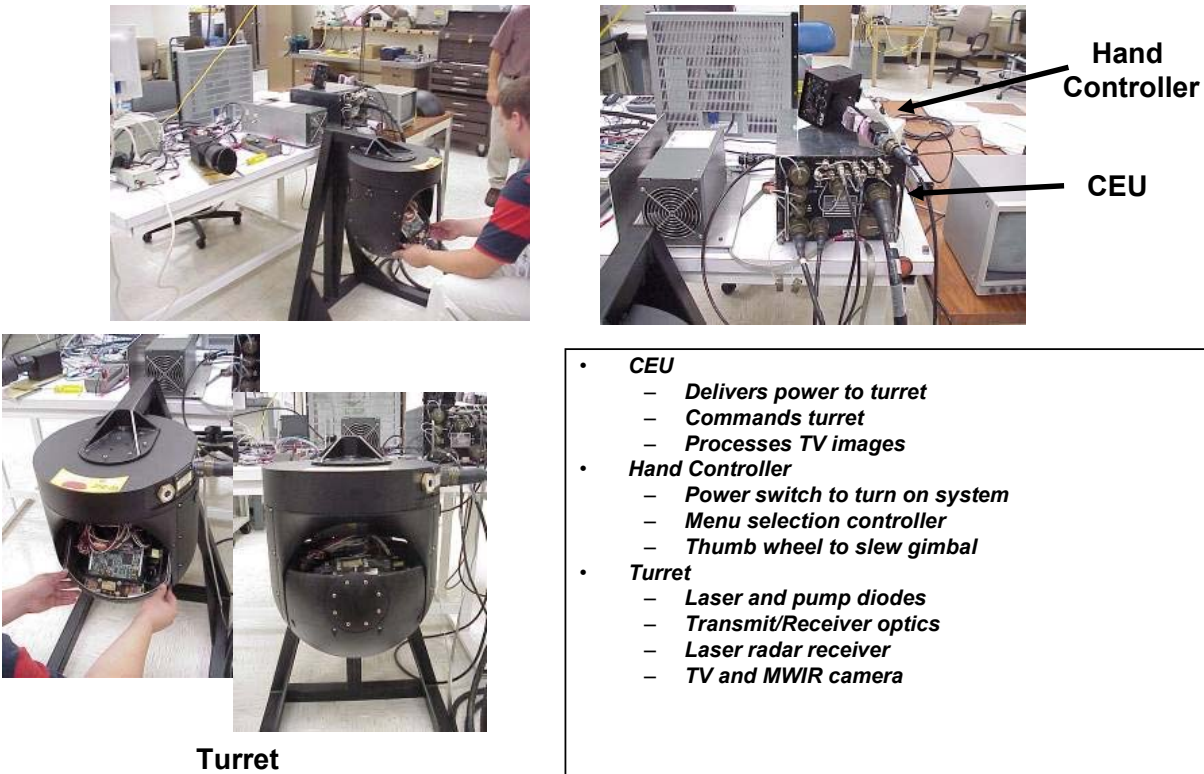 Hand
Controller
CEU
• CEU
– Delivers power to turret
– Commands turret
– Processes TV images
• Hand Controller
– Power switch to turn on system
– Menu selection controller
– Thumb wheel to slew gimbal
• Turret
– Laser and pump diodes
– Transmit/Receiver optics
– Laser radar receiver
– TV and MWIR camera
Turret